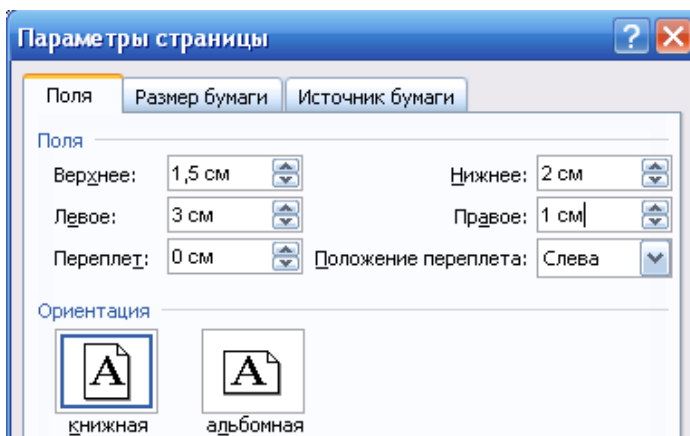 Параметры страницы
Поля Размер бумаги Источник бумаги
Поля
Верхнее: 1,5 см Нижнее: 2 см
Левое: 3 см Правое: 1 см
Переплет: 0 см Положение переплета: Слева
Ориентация
A A
книжная альбомная